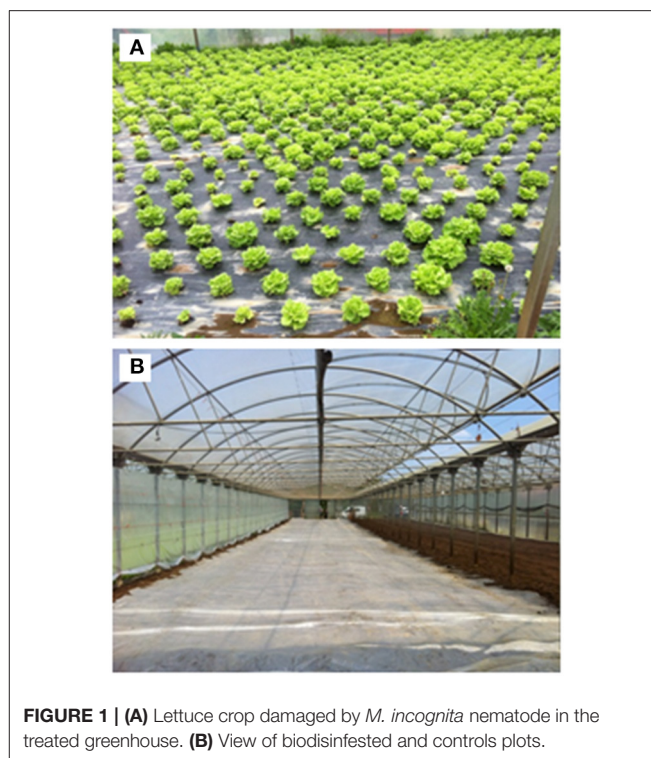 A
B
FIGURE 1 | (A) Lettuce crop damaged by M. incognita nematode in the
treated greenhouse. (B) View of biodisinfested and controls plots.